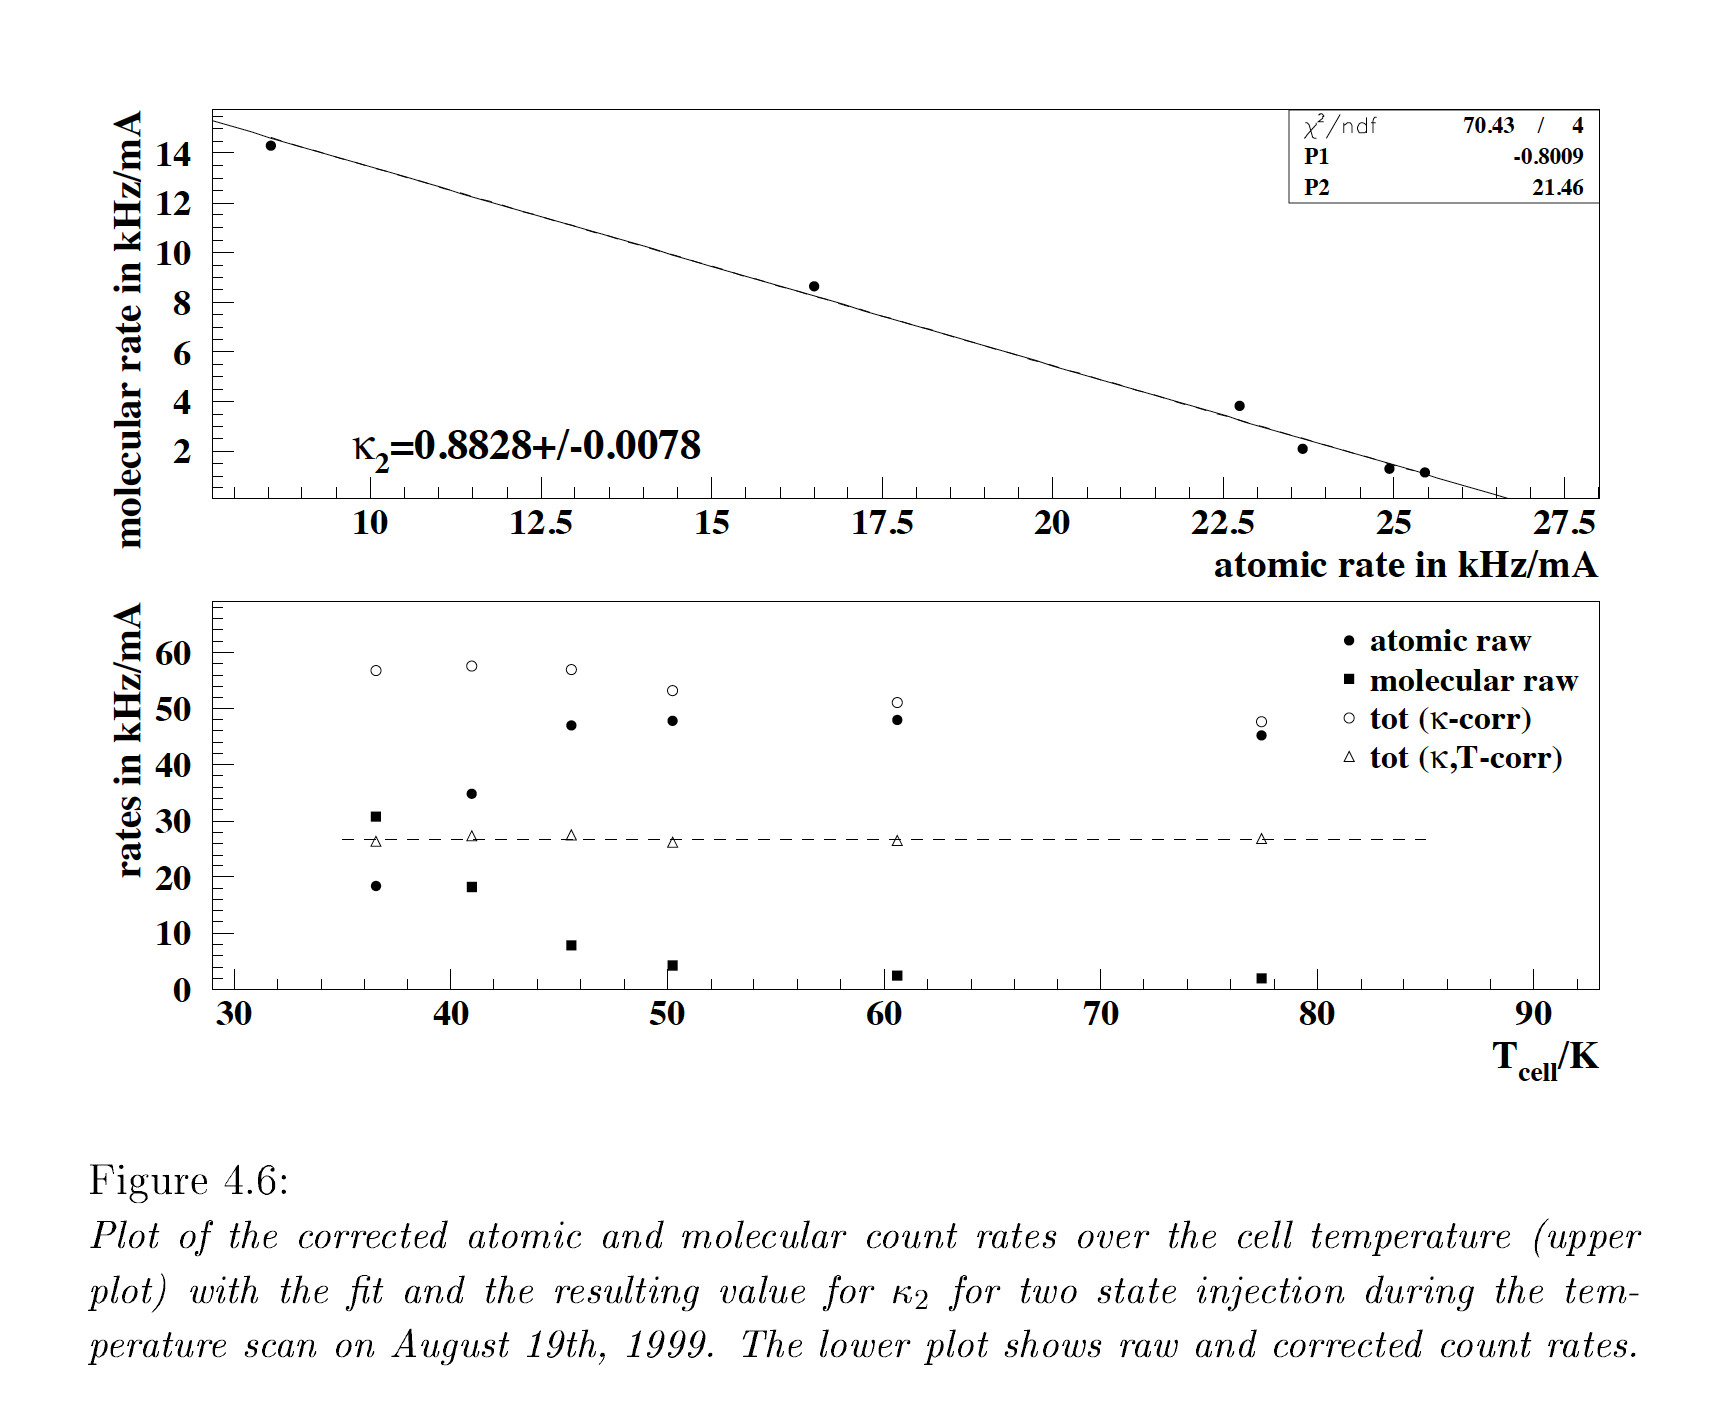 molecular rate in kHz/mA
14
12
10
8
6
4
2
χ²/ndf 70.43 / 4
P1 -0.8009
P2 21.46
κ₂=0.8828+/-0.0078
10 12.5 15 17.5 20 22.5 25 27.5
atomic rate in kHz/mA
rates in kHz/mA
60
50
40
30
20
10
0
atomic raw
molecular raw
tot (κ-corr)
tot (κ,T-corr)
30 40 50 60 70 80 90
T_cell/K
Figure 4.6:
Plot of the corrected atomic and molecular count rates over the cell temperature (upper
plot) with the fit and the resulting value for κ₂ for two state injection during the tem-
perature scan on August 19th, 1999. The lower plot shows raw and corrected count rates.